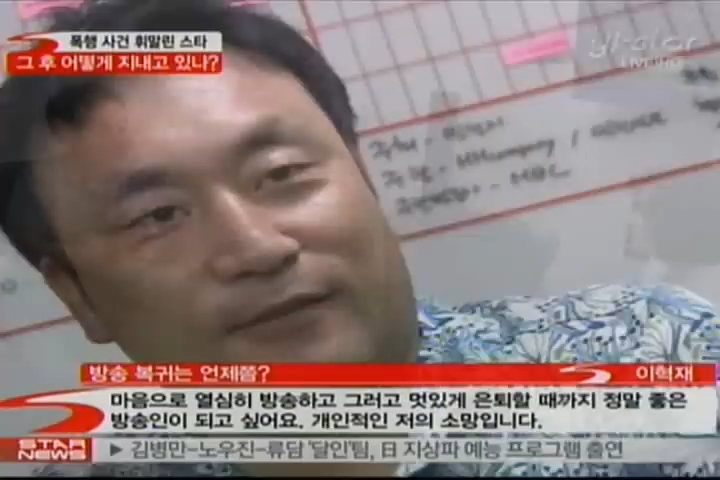 폭행 사건 휘말린 스타
그 후 어떻게 지내고 있나?
MBC
방송 복귀는 언제쯤?
이혁재
마음으로 열심히 방송하고 그러고 멋있게 은퇴할 때까지 정말 좋은
방송인이 되고 싶어요. 개인적인 저의 소망입니다.
STAR
NEWS
▶ 김병만-노우진-류담 '달인'팀, 日 지상파 예능 프로그램 출연